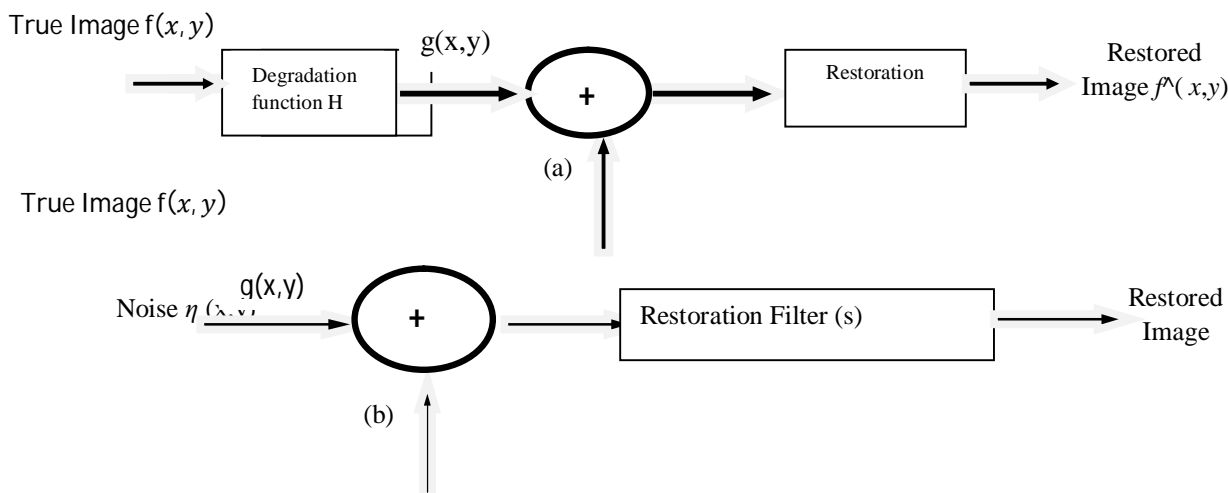 True Image f(x, y)
g(x,y)
Degradation
function H
+
Restoration
Restored
Image f^( x,y)
(a)
True Image f(x, y)
g(x,y)
Noise η (x,y)
+
Restoration Filter (s)
Restored
Image
(b)